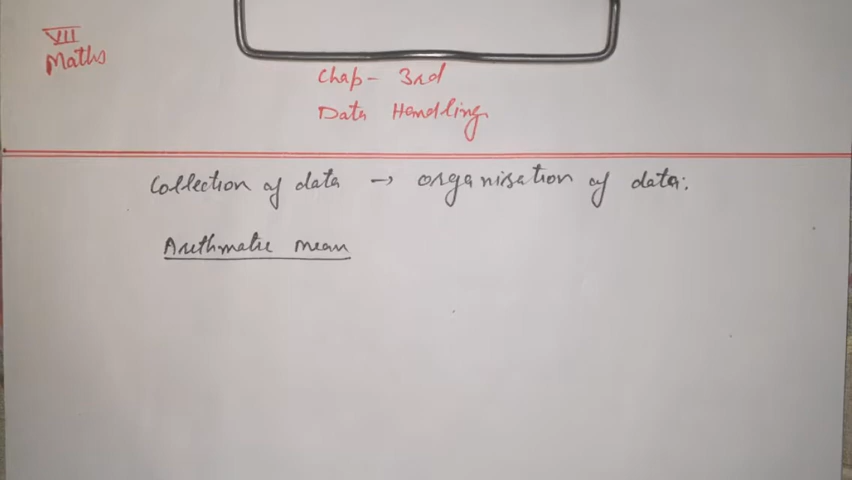 VII
Maths
Chap- 3rd
Data Handling
Collection of data → organisation of data:
Arithmatic mean